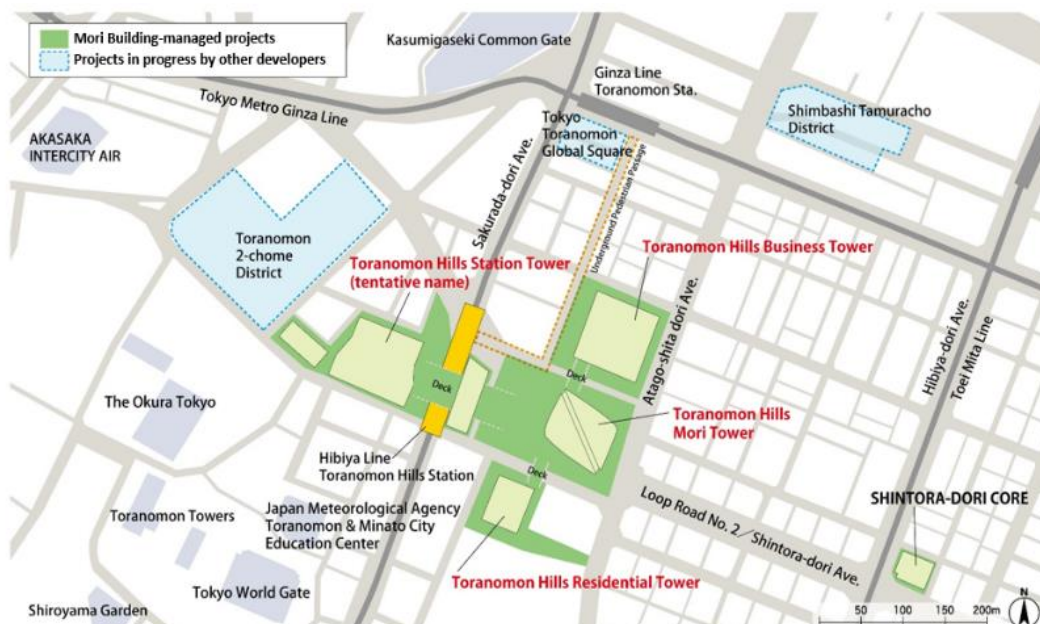 Mori Building-managed projects
Projects in progress by other developers
Kasumigaseki Common Gate
Ginza Line
Toranomon Sta.
Tokyo Metro Ginza Line
Tokyo
Toranomon
Global Square
Shimbashi Tamuracho
District
AKASAKA
INTERCITY AIR
Sakurada-dori Ave.
Underground Pedestrian Passage
Toranomon
2-chome
District
Toranomon Hills Business Tower
Toranomon Hills Station Tower
(tentative name)
Atago-shita dori Ave.
Hibiya-dori Ave.
Toei Mita Line
Deck
Deck
The Okura Tokyo
Toranomon Hills
Mori Tower
Hibiya Line
Toranomon Hills Station
Deck
SHINTORA-DORI CORE
Loop Road No. 2/Shintora-dori Ave.
Toranomon Towers
Japan Meteorological Agency
Toranomon & Minato City
Education Center
Toranomon Hills Residential Tower
Tokyo World Gate
Shiroyama Garden
N
50 100 150 200m